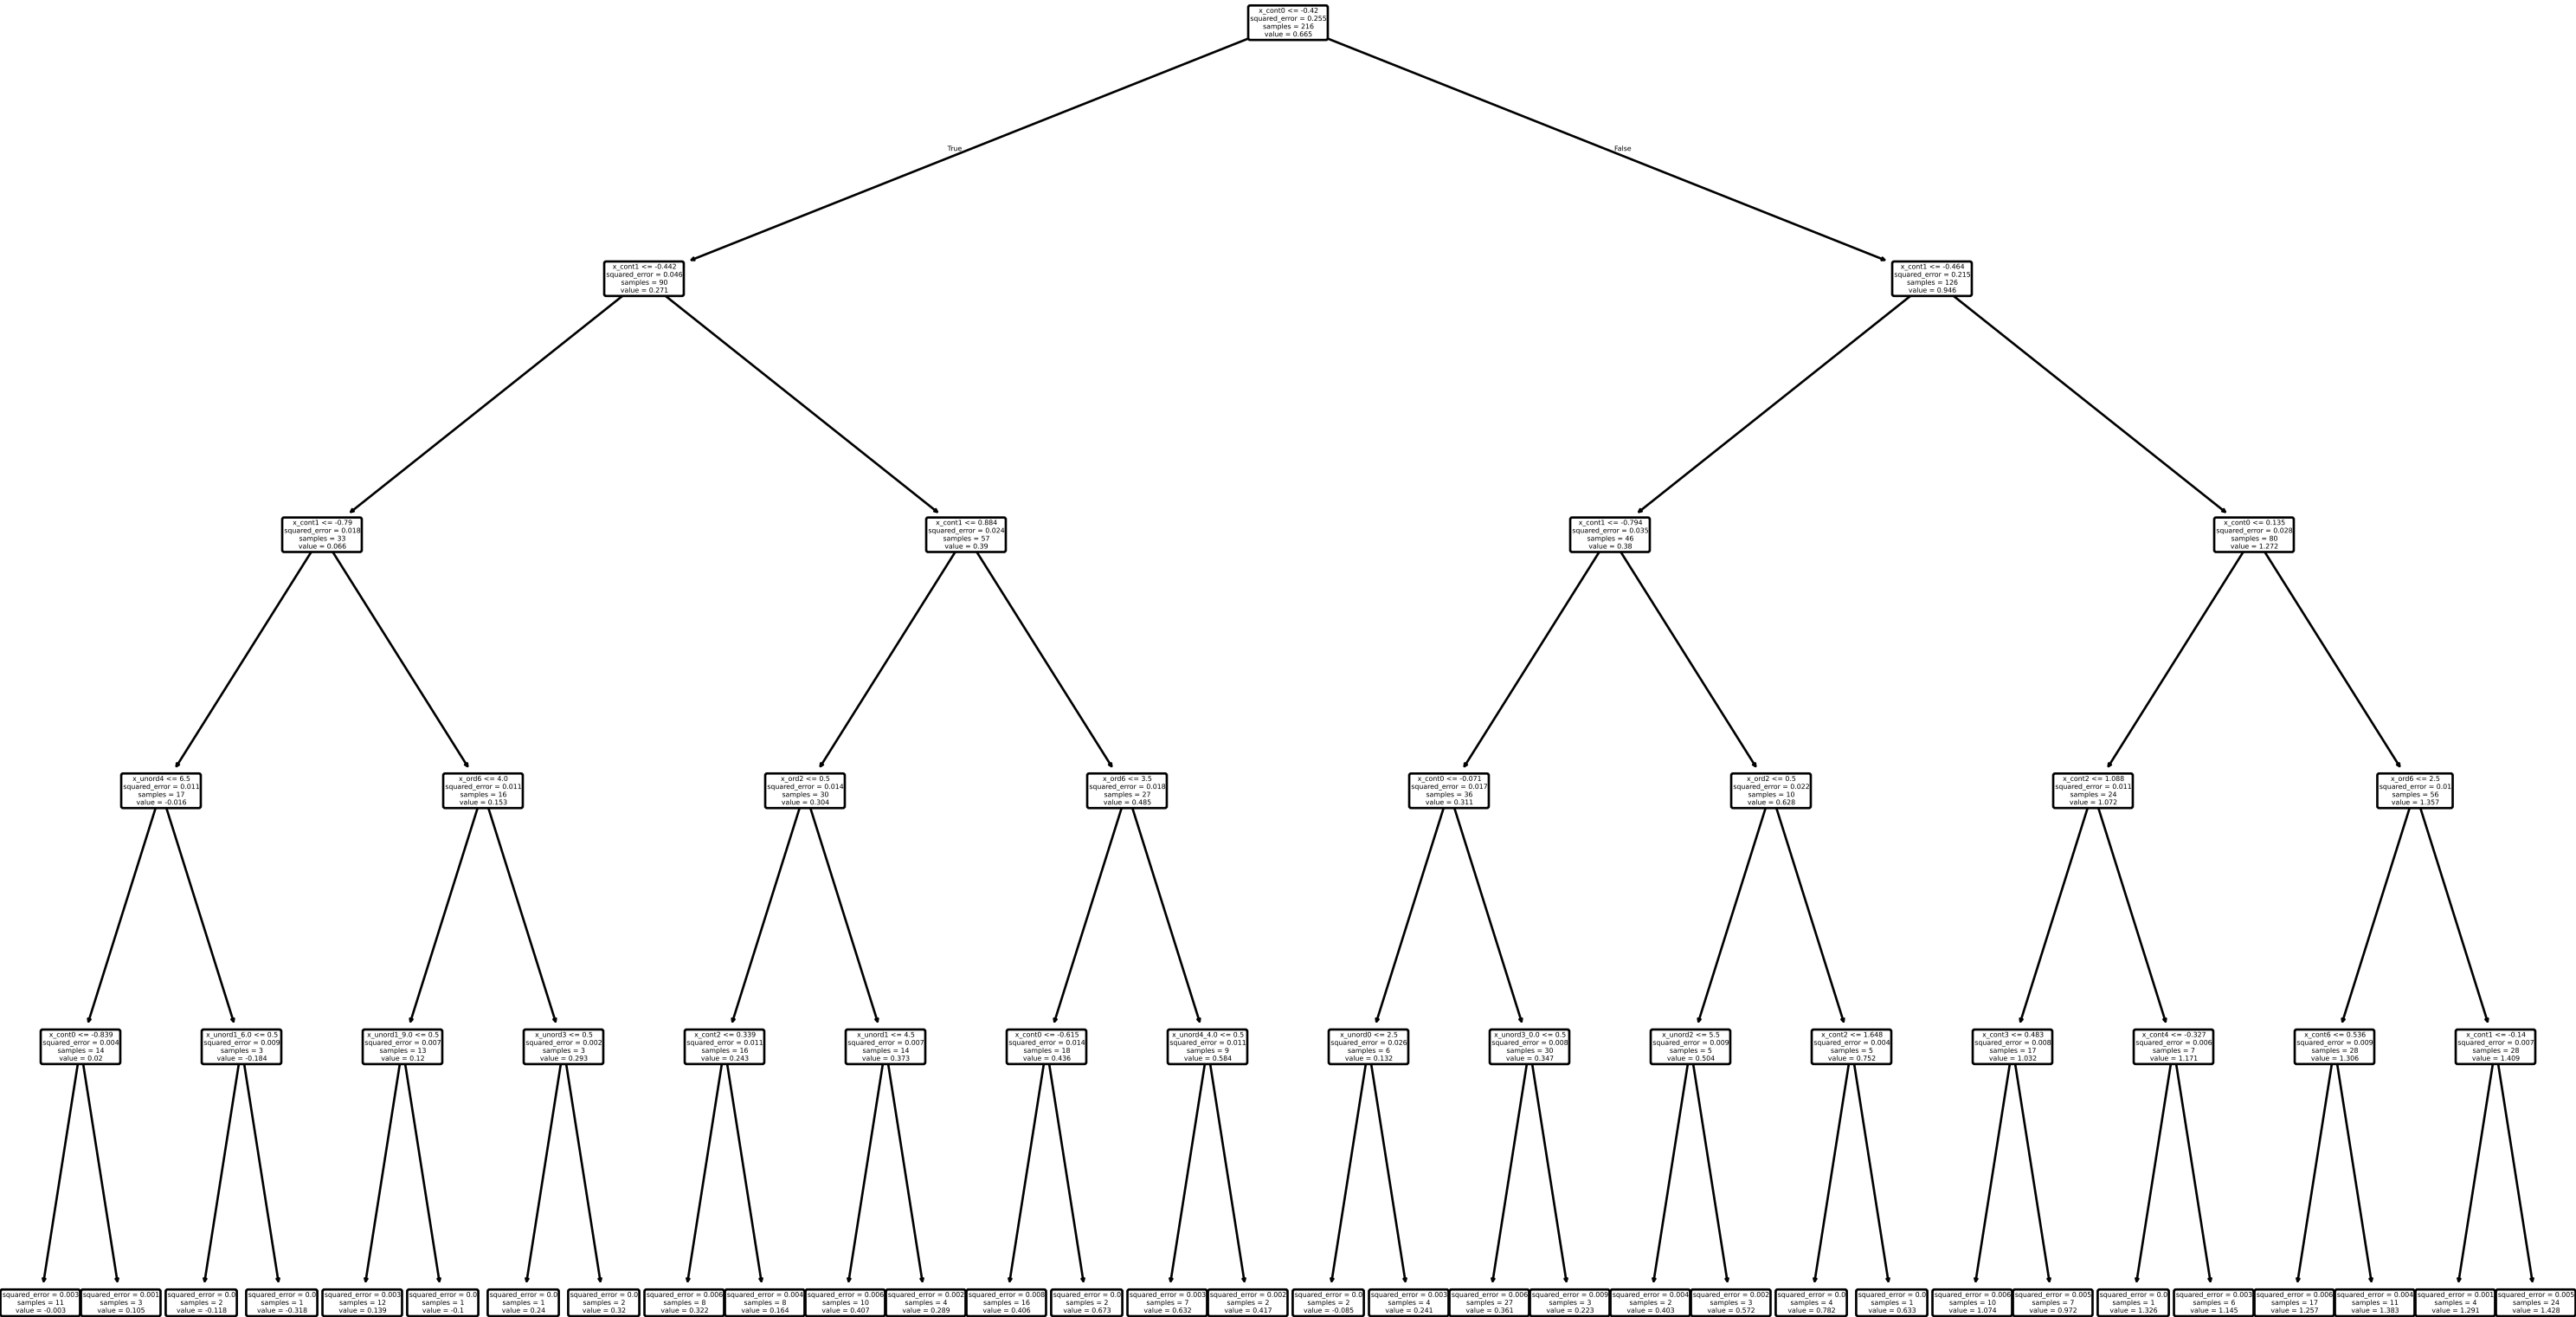 x_cont0 <= -0.42
squared_error = 0.255
samples = 216
value = 0.665
True
False
x_cont1 <= -0.442
squared_error = 0.046
samples = 90
value = 0.271
x_cont1 <= -0.464
squared_error = 0.215
samples = 126
value = 0.946
x_cont1 <= -0.79
squared_error = 0.018
samples = 33
value = 0.066
x_cont1 <= 0.884
squared_error = 0.024
samples = 57
value = 0.39
x_cont1 <= -0.794
squared_error = 0.035
samples = 46
value = 0.38
x_cont0 <= 0.135
squared_error = 0.028
samples = 80
value = 1.272
x_unord4 <= 6.5
squared_error = 0.011
samples = 17
value = -0.016
x_ord6 <= 4.0
squared_error = 0.011
samples = 16
value = 0.153
x_ord2 <= 0.5
squared_error = 0.014
samples = 30
value = 0.304
x_ord6 <= 3.5
squared_error = 0.018
samples = 27
value = 0.485
x_cont0 <= -0.071
squared_error = 0.017
samples = 36
value = 0.311
x_ord2 <= 0.5
squared_error = 0.022
samples = 10
value = 0.628
x_cont2 <= 1.088
squared_error = 0.011
samples = 24
value = 1.072
x_ord6 <= 2.5
squared_error = 0.01
samples = 56
value = 1.357
x_cont0 <= -0.839
squared_error = 0.004
samples = 14
value = 0.02
x_unord1_6.0 <= 0.5
squared_error = 0.009
samples = 3
value = -0.184
x_unord1_9.0 <= 0.5
squared_error = 0.007
samples = 13
value = 0.12
x_unord3 <= 0.5
squared_error = 0.002
samples = 3
value = 0.293
x_cont2 <= 0.339
squared_error = 0.011
samples = 16
value = 0.243
x_unord1 <= 4.5
squared_error = 0.007
samples = 14
value = 0.373
x_cont0 <= -0.615
squared_error = 0.014
samples = 18
value = 0.436
x_unord4_4.0 <= 0.5
squared_error = 0.011
samples = 9
value = 0.584
x_unord0 <= 2.5
squared_error = 0.026
samples = 6
value = 0.132
x_unord3_0.0 <= 0.5
squared_error = 0.008
samples = 30
value = 0.347
x_unord2 <= 5.5
squared_error = 0.009
samples = 5
value = 0.504
x_cont2 <= 1.648
squared_error = 0.004
samples = 5
value = 0.752
x_cont3 <= 0.483
squared_error = 0.008
samples = 17
value = 1.032
x_cont4 <= -0.327
squared_error = 0.006
samples = 7
value = 1.171
x_cont6 <= 0.536
squared_error = 0.009
samples = 28
value = 1.306
x_cont1 <= -0.14
squared_error = 0.007
samples = 28
value = 1.409
squared_error = 0.003
samples = 11
value = -0.003
squared_error = 0.001
samples = 3
value = 0.105
squared_error = 0.0
samples = 2
value = -0.118
squared_error = 0.0
samples = 1
value = -0.318
squared_error = 0.003
samples = 12
value = 0.139
squared_error = 0.0
samples = 1
value = -0.1
squared_error = 0.0
samples = 1
value = 0.24
squared_error = 0.0
samples = 2
value = 0.32
squared_error = 0.006
samples = 8
value = 0.322
squared_error = 0.004
samples = 8
value = 0.164
squared_error = 0.006
samples = 10
value = 0.407
squared_error = 0.002
samples = 4
value = 0.289
squared_error = 0.008
samples = 16
value = 0.406
squared_error = 0.0
samples = 2
value = 0.673
squared_error = 0.003
samples = 7
value = 0.632
squared_error = 0.002
samples = 2
value = 0.417
squared_error = 0.0
samples = 2
value = -0.085
squared_error = 0.003
samples = 4
value = 0.241
squared_error = 0.006
samples = 27
value = 0.361
squared_error = 0.009
samples = 3
value = 0.223
squared_error = 0.004
samples = 2
value = 0.403
squared_error = 0.002
samples = 3
value = 0.572
squared_error = 0.0
samples = 4
value = 0.782
squared_error = 0.0
samples = 1
value = 0.633
squared_error = 0.006
samples = 10
value = 1.074
squared_error = 0.005
samples = 7
value = 0.972
squared_error = 0.0
samples = 1
value = 1.326
squared_error = 0.003
samples = 6
value = 1.145
squared_error = 0.006
samples = 17
value = 1.257
squared_error = 0.004
samples = 11
value = 1.383
squared_error = 0.001
samples = 4
value = 1.291
squared_error = 0.005
samples = 24
value = 1.428